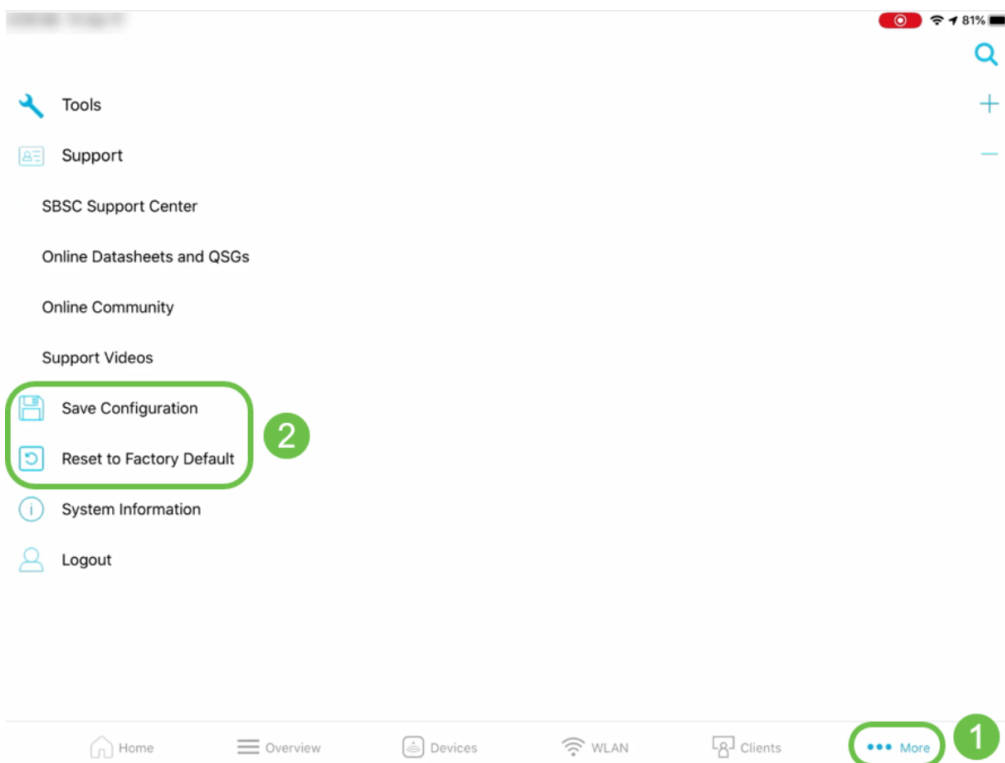 81%
Tools
Support
SBSC Support Center
Online Datasheets and QSGs
Online Community
Support Videos
Save Configuration
2
Reset to Factory Default
System Information
Logout
Home Overview Devices WLAN Clients More 1